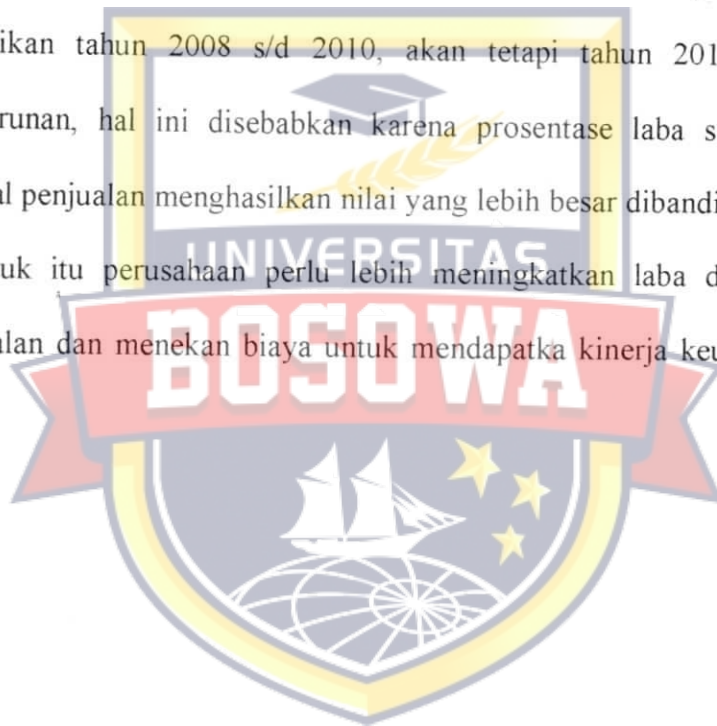 ikan tahun 2008 s/d 2010, akan tetapi tahun 201
runan, hal ini disebabkan karena prosentase laba s
al penjualan menghasilkan nilai yang lebih besar dibandi
UNIVERSITAS
uk itu perusahaan perlu lebih meningkatkan laba d
BOSOWA
alan dan menekan biaya untuk mendapatka kinerja keu